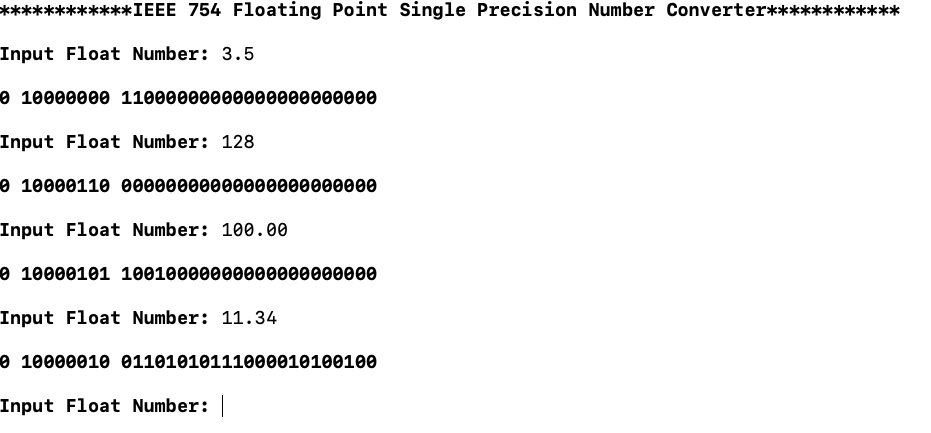 ************IEEE 754 Floating Point Single Precision Number Converter************
Input Float Number: 3.5
0 10000000 11000000000000000000000
Input Float Number: 128
0 10000110 00000000000000000000000
Input Float Number: 100.00
0 10000101 10010000000000000000000
Input Float Number: 11.34
0 10000010 01101010111000010100100
Input Float Number: